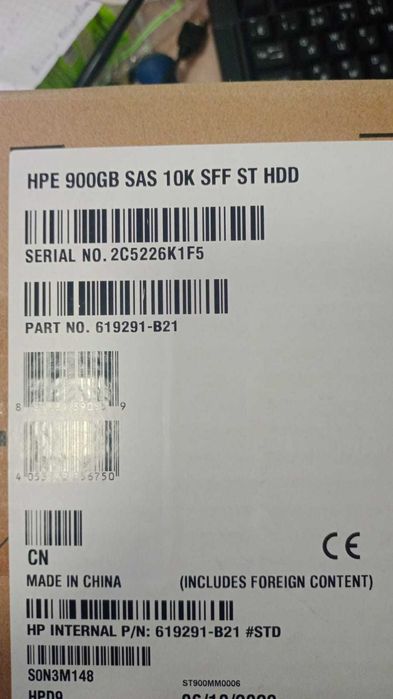 HPE 900GB SAS 10K SFF ST HDD
SERIAL NO. 2C5226K1F5
PART NO. 619291-B21
CN
CE
MADE IN CHINA (INCLUDES FOREIGN CONTENT)
HP INTERNAL P/N: 619291-B21 #STD
S0N3M148
ST900MM0006
HPD9